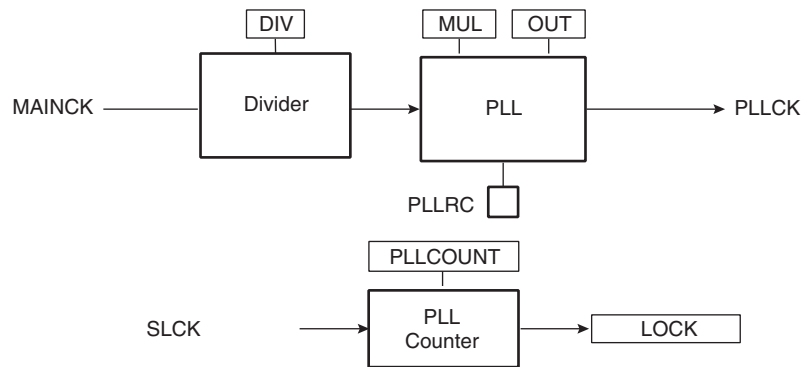 DIV
MUL
OUT
MAINCK
Divider
PLL
PLLCK
PLLRC
PLLCOUNT
SLCK
PLL
Counter
LOCK